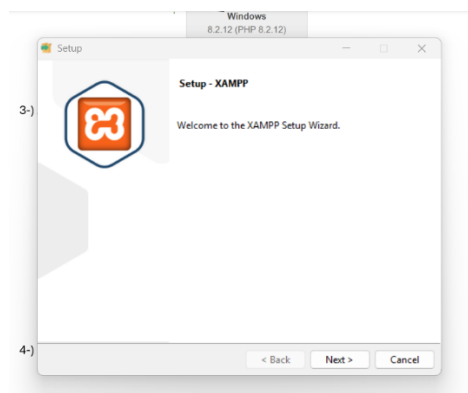 Windows
8.2.12 (PHP 8.2.12)
Setup
Setup - XAMPP
3-)
Welcome to the XAMPP Setup Wizard.
4-)
< Back Next > Cancel